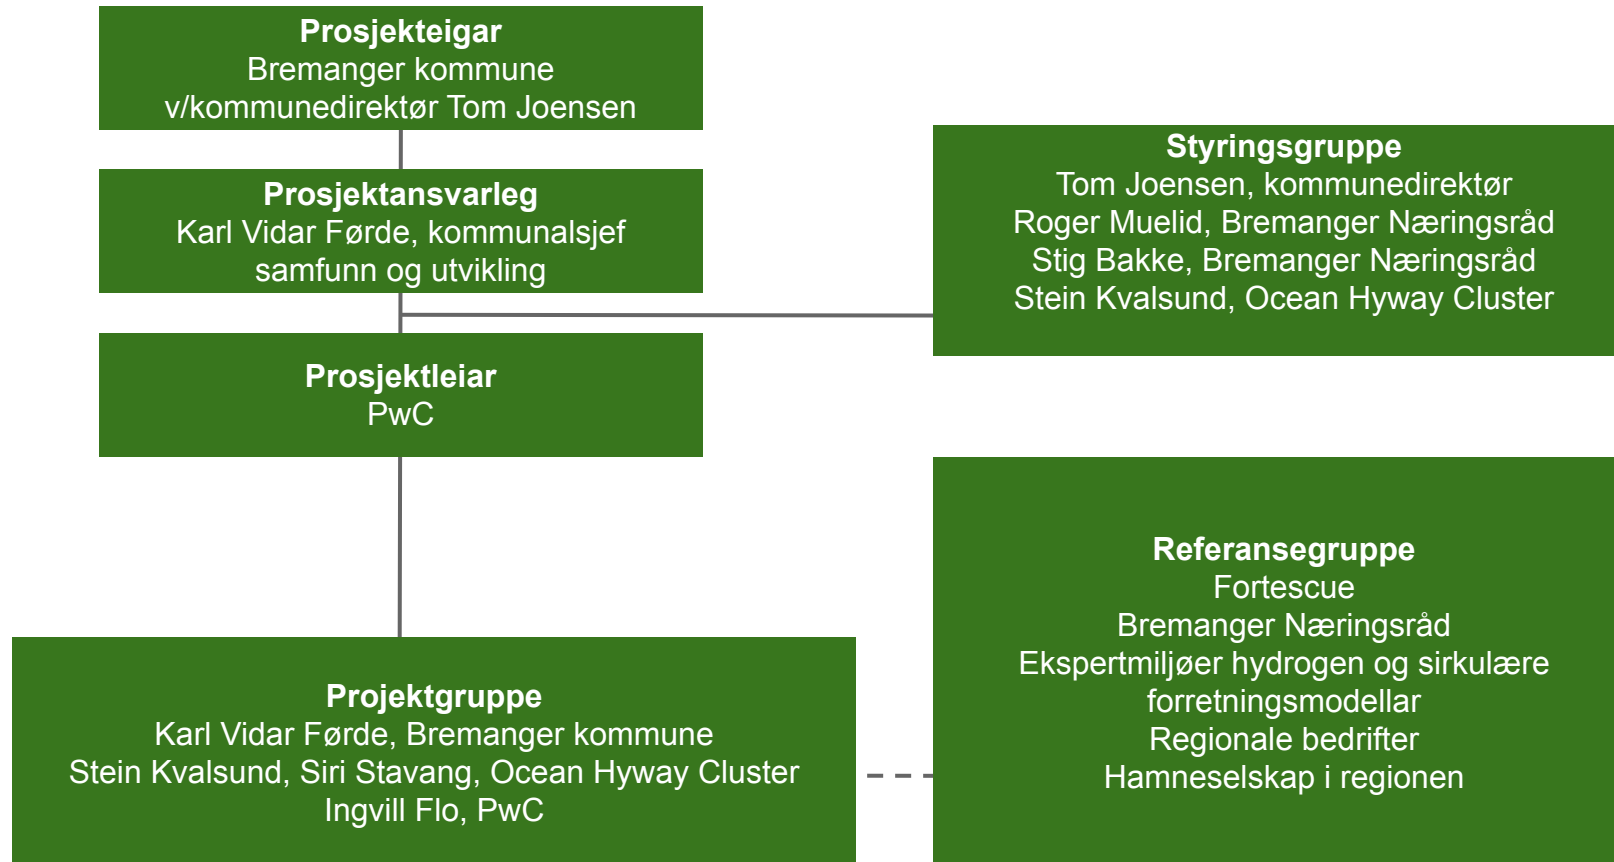 Prosjekteigar
Bremanger kommune
v/kommunedirektør Tom Joensen
Prosjektansvarleg
Karl Vidar Førde, kommunalsjef
samfunn og utvikling
Styringsgruppe
Tom Joensen, kommunedirektør
Roger Muelid, Bremanger Næringsråd
Stig Bakke, Bremanger Næringsråd
Stein Kvalsund, Ocean Hyway Cluster
Prosjektleiar
PwC
Referansegruppe
Fortescue
Bremanger Næringsråd
Ekspertmiljøer hydrogen og sirkulære
forretningsmodellar
Regionale bedrifter
Hamneselskap i regionen
Projektgruppe
Karl Vidar Førde, Bremanger kommune
Stein Kvalsund, Siri Stavang, Ocean Hyway Cluster
Ingvill Flo, PwC